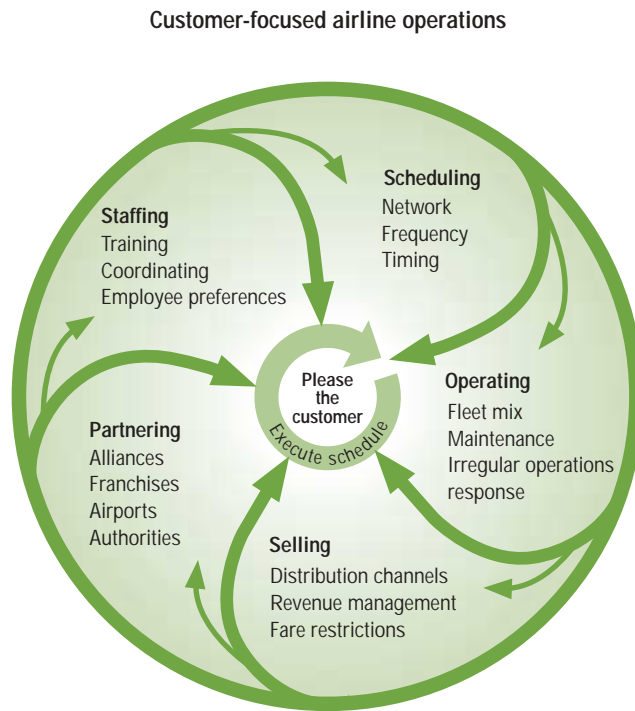 Customer-focused airline operations
Scheduling
Network
Frequency
Timing
Staffing
Training
Coordinating
Employee preferences
Please
the
customer
Execute schedule
Operating
Fleet mix
Maintenance
Irregular operations
response
Partnering
Alliances
Franchises
Airports
Authorities
Selling
Distribution channels
Revenue management
Fare restrictions